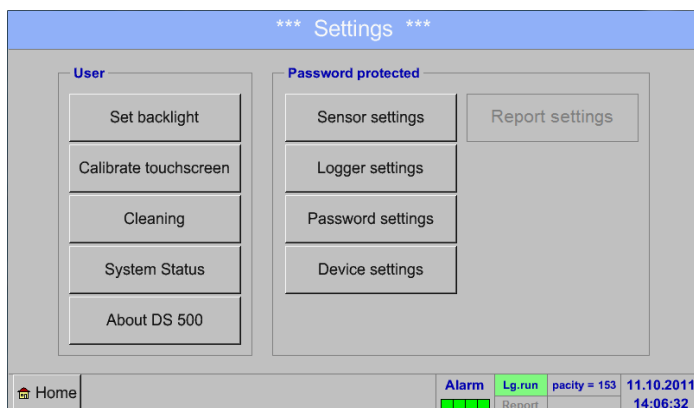 *** Settings ***
User
Set backlight
Calibrate touchscreen
Cleaning
System Status
About DS 500
Password protected
Sensor settings
Report settings
Logger settings
Password settings
Device settings
Home
Alarm
Lg.run
pacity = 153
11.10.2011
Report
14:06:32